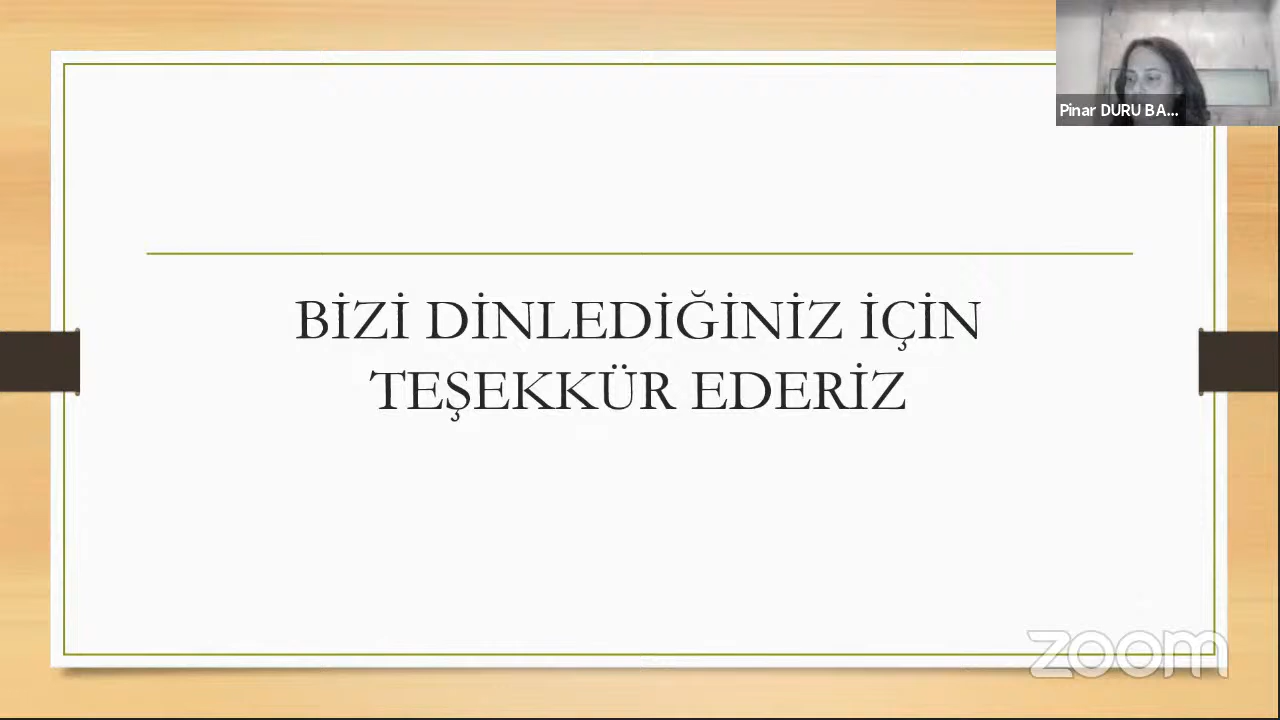 Pinar DURU BA...
BİZİ DİNLEDİĞİNİZ İÇİN
TEŞEKKÜR EDERİZ
zoom